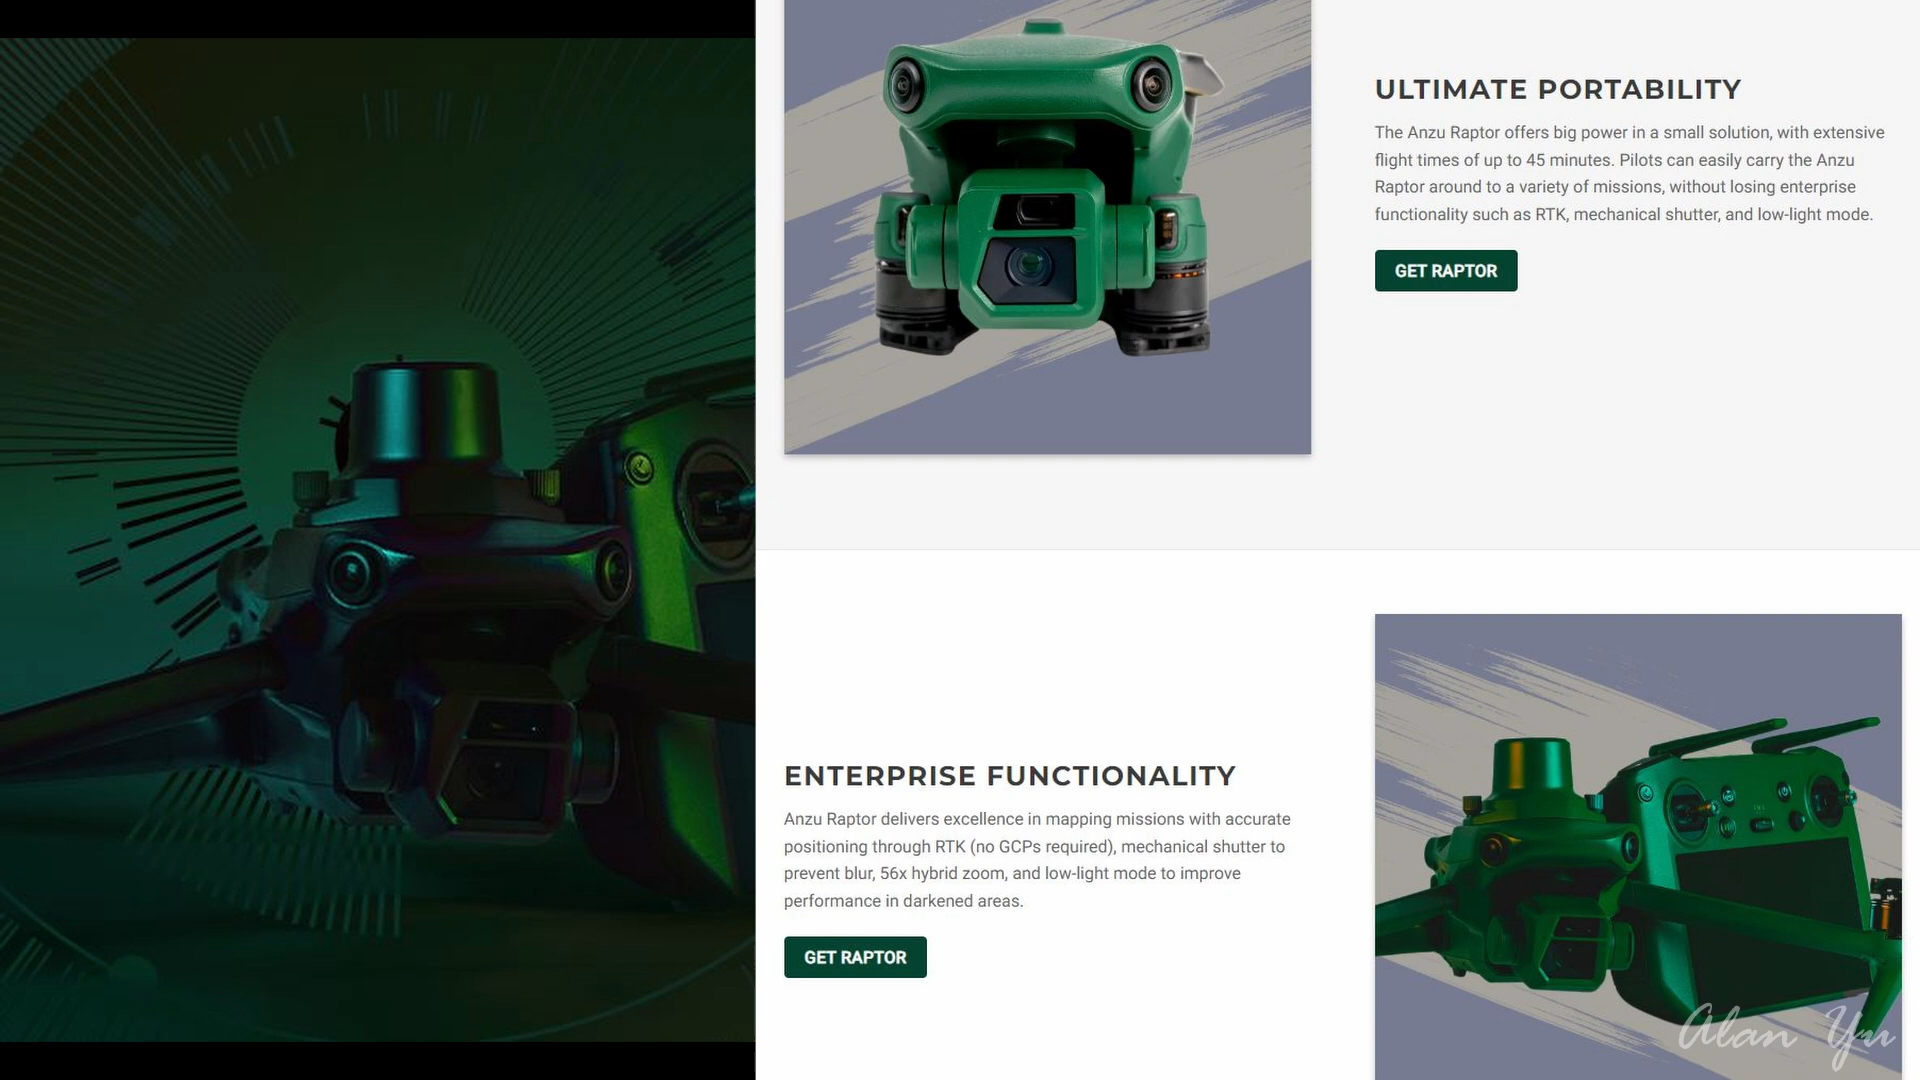 ULTIMATE PORTABILITY
The Anzu Raptor offers big power in a small solution, with extensive
flight times of up to 45 minutes. Pilots can easily carry the Anzu
Raptor around to a variety of missions, without losing enterprise
functionality such as RTK, mechanical shutter, and low-light mode.
GET RAPTOR
ENTERPRISE FUNCTIONALITY
Anzu Raptor delivers excellence in mapping missions with accurate
positioning through RTK (no GCPs required), mechanical shutter to
prevent blur, 56x hybrid zoom, and low-light mode to improve
performance in darkened areas.
GET RAPTOR
Alan Yu